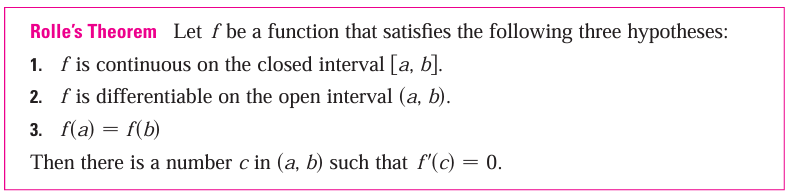 Rolle's Theorem Let f be a function that satisfies the following three hypotheses:
1. f is continuous on the closed interval [a, b].
2. f is differentiable on the open interval (a, b).
3. f(a) = f(b)
Then there is a number c in (a, b) such that f′(c) = 0.